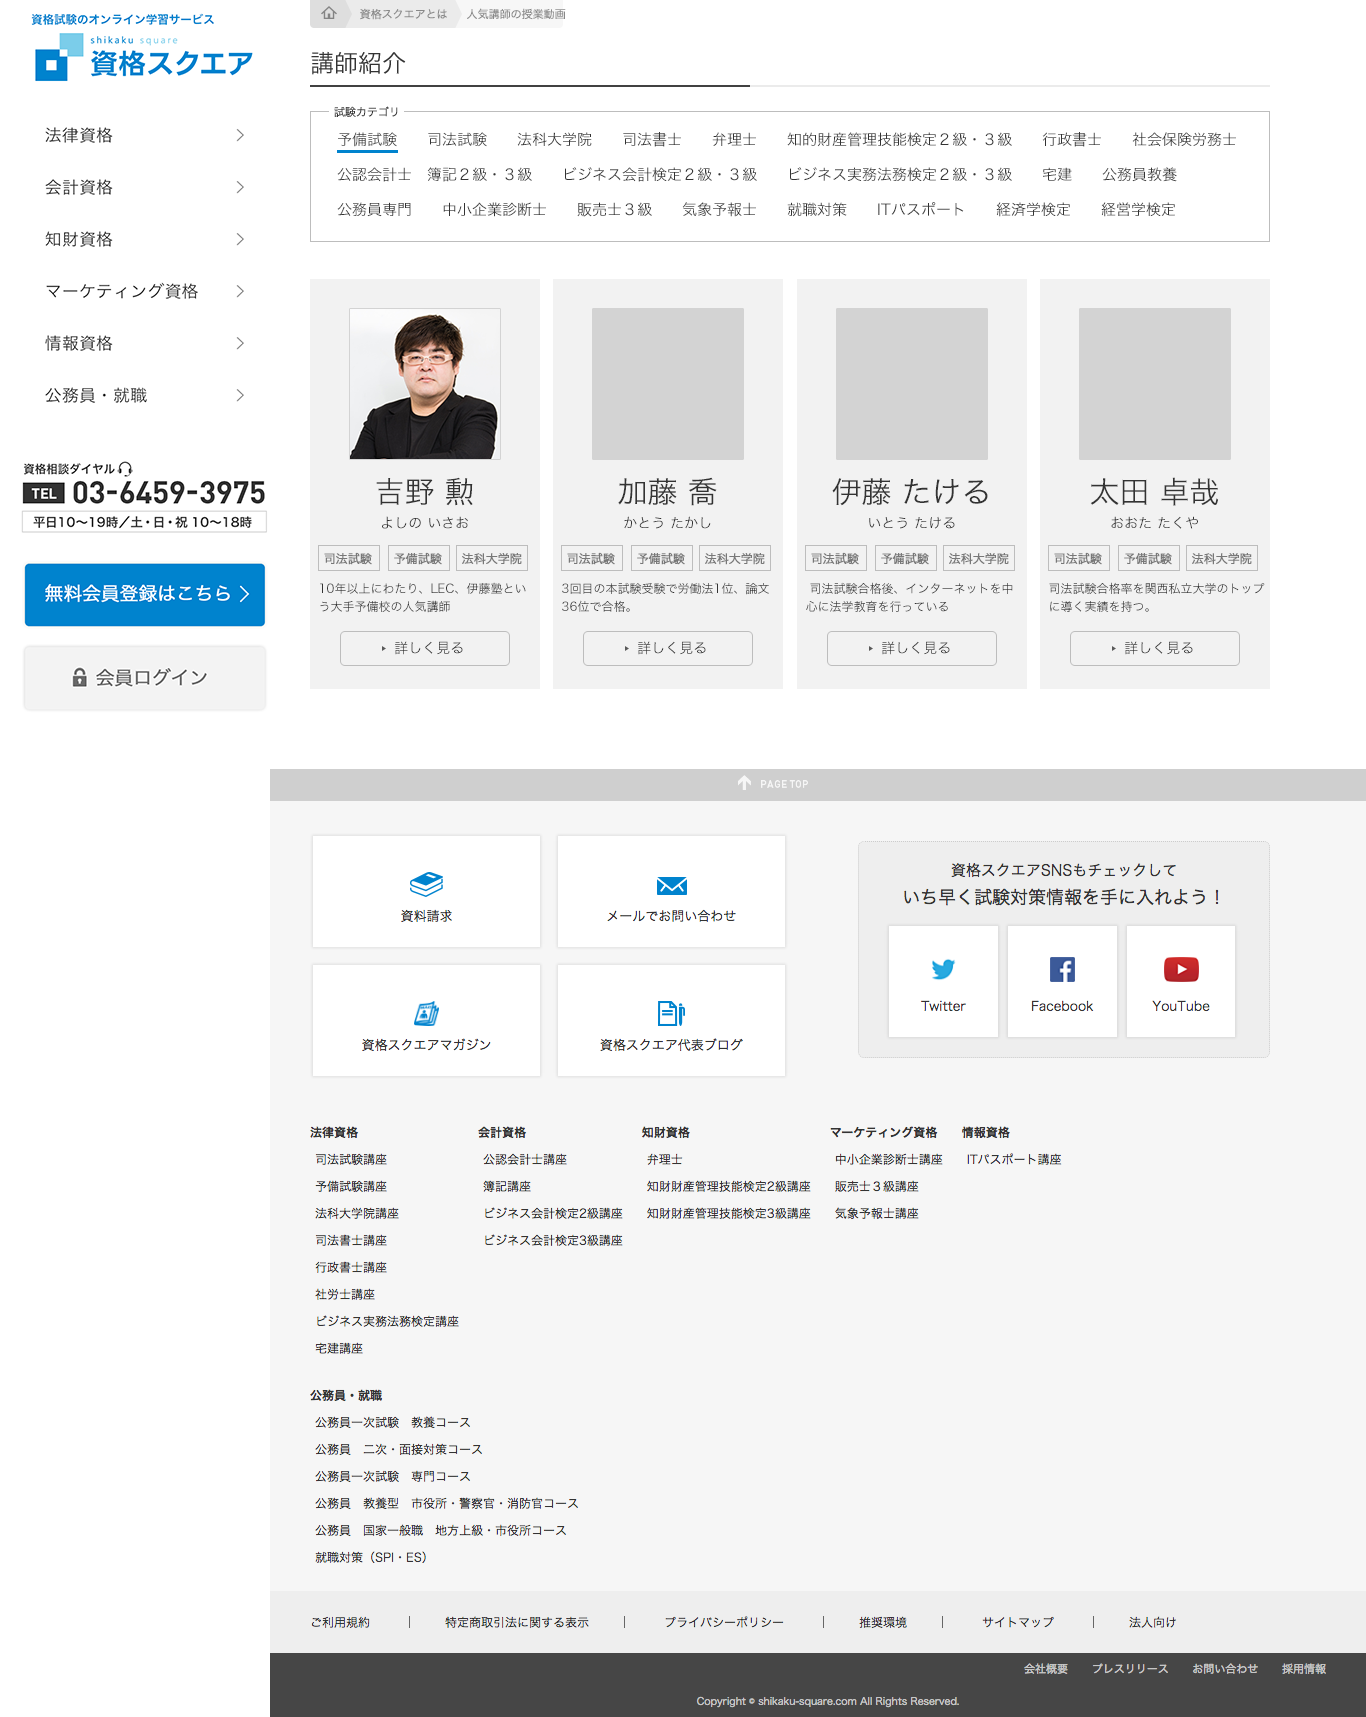 資格試験のオンライン学習サービス
shikaku square
資格スクエア
法律資格
会計資格
知財資格
マーケティング資格
情報資格
公務員・就職
資格相談ダイヤル
TEL 03-6459-3975
平日10〜19時／土・日・祝 10〜18時
無料会員登録はこちら
会員ログイン
資格スクエアとは 人気講師の授業動画
講師紹介
試験カテゴリ
予備試験 司法試験 法科大学院 司法書士 弁理士 知的財産管理技能検定２級・３級 行政書士 社会保険労務士
公認会計士 簿記２級・３級 ビジネス会計検定２級・３級 ビジネス実務法務検定２級・３級 宅建 公務員教養
公務員専門 中小企業診断士 販売士３級 気象予報士 就職対策 ITパスポート 経済学検定 経営学検定
吉野 勲
よしの いさお
司法試験 予備試験 法科大学院
10年以上にわたり、LEC、伊藤塾とい
う大手予備校の人気講師
詳しく見る
加藤 喬
かとう たかし
司法試験 予備試験 法科大学院
3回目の本試験受験で労働法1位、論文
36位で合格。
詳しく見る
伊藤 たける
いとう たける
司法試験 予備試験 法科大学院
司法試験合格後、インターネットを中
心に法学教育を行っている
詳しく見る
太田 卓哉
おおた たくや
司法試験 予備試験 法科大学院
司法試験合格率を関西私立大学のトップ
に導く実績を持つ。
詳しく見る
PAGE TOP
資料請求
メールでお問い合わせ
資格スクエアマガジン
資格スクエア代表ブログ
資格スクエアSNSもチェックして
いち早く試験対策情報を手に入れよう！
Twitter
Facebook
YouTube
法律資格
司法試験講座
予備試験講座
法科大学院講座
司法書士講座
行政書士講座
社労士講座
ビジネス実務法務検定講座
宅建講座
会計資格
公認会計士講座
簿記講座
ビジネス会計検定2級講座
ビジネス会計検定3級講座
知財資格
弁理士
知財財産管理技能検定2級講座
知財財産管理技能検定3級講座
マーケティング資格
中小企業診断士講座
販売士３級講座
気象予報士講座
情報資格
ITパスポート講座
公務員・就職
公務員一次試験　教養コース
公務員　二次・面接対策コース
公務員一次試験　専門コース
公務員　教養型　市役所・警察官・消防官コース
公務員　国家一般職　地方上級・市役所コース
就職対策（SPI・ES）
ご利用規約 | 特定商取引法に関する表示 | プライバシーポリシー | 推奨環境 | サイトマップ | 法人向け
会社概要 プレスリリース お問い合わせ 採用情報
Copyright © shikaku-square.com All Rights Reserved.